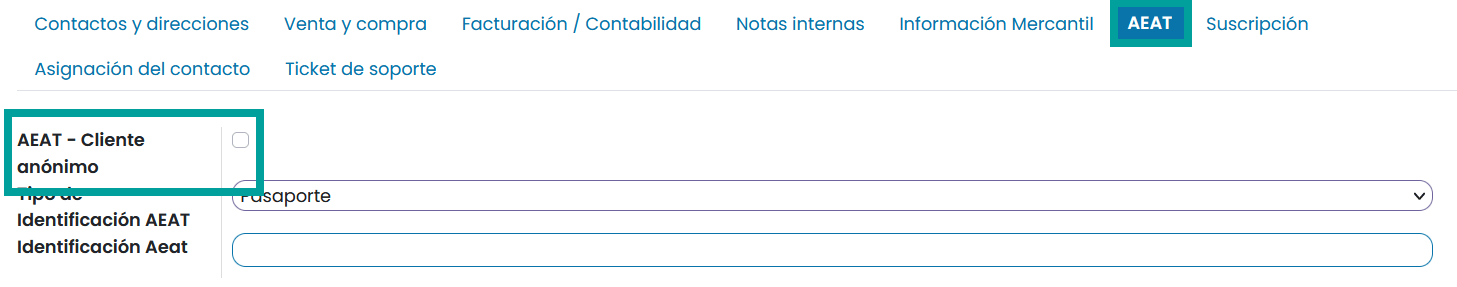 Contactos y direcciones Venta y compra Facturación / Contabilidad Notas internas Información Mercantil AEAT Suscripción
Asignación del contacto Ticket de soporte
AEAT - Cliente
anónimo
Tipo de
Pasaporte
Identificación AEAT
Identificación Aeat